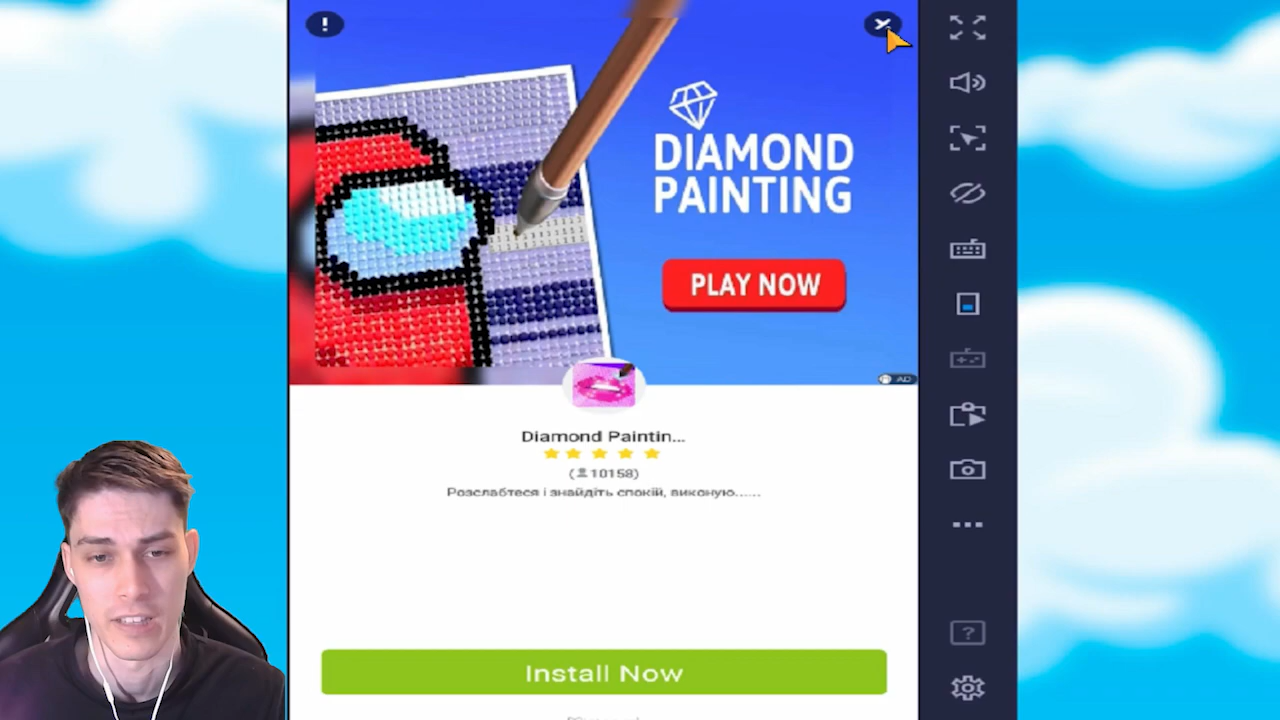 DIAMOND
PAINTING
PLAY NOW
AD
Diamond Paintin...
(10158)
Розслабтеся і знайдіть спокій, виконую......
Install Now